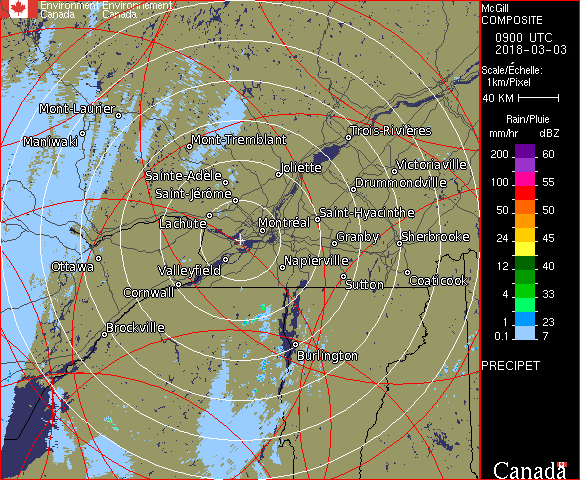 Environment Environnement
Canada Canada
McGill
COMPOSITE
0900 UTC
2018-03-03
Scale/Échelle:
1km/Pixel
40 KM
Rain/Pluie
mm/hr dBZ
200 60
100 55
50 50
24 45
12 40
4 33
1 23
0.1 7
PRECIPET
Canada
Mont-Laurier
Maniwaki
Mont-Tremblant
Trois-Rivières
Sainte-Adèle
Joliette
Victoriaville
Saint-Jérôme
Drummondville
Lachute
Montréal
Saint-Hyacinthe
Granby
Sherbrooke
Ottawa
Valleyfield
Napierville
Cornwall
Sutton
Coaticook
Brockville
Burlington